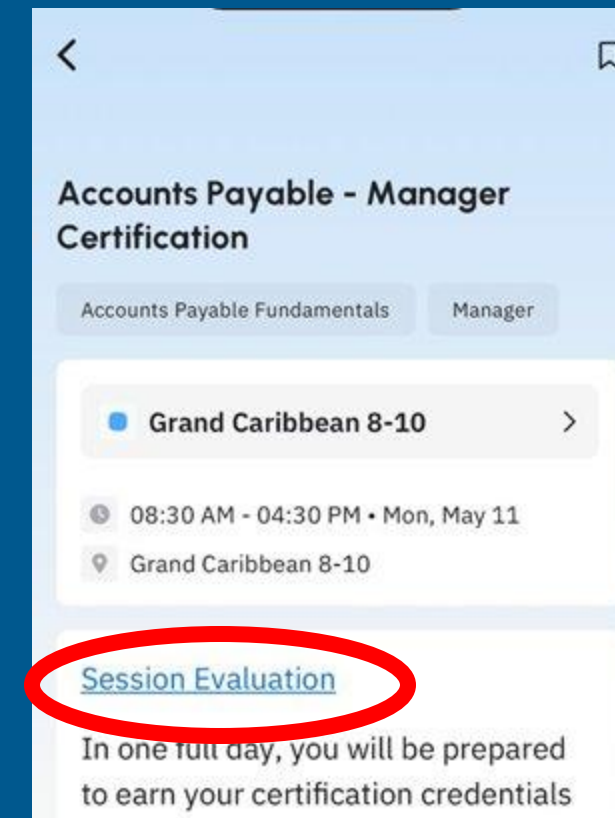 Accounts Payable - Manager
Certification
Accounts Payable Fundamentals Manager
Grand Caribbean 8-10
08:30 AM - 04:30 PM • Mon, May 11
Grand Caribbean 8-10
Session Evaluation
In one full day, you will be prepared
to earn your certification credentials